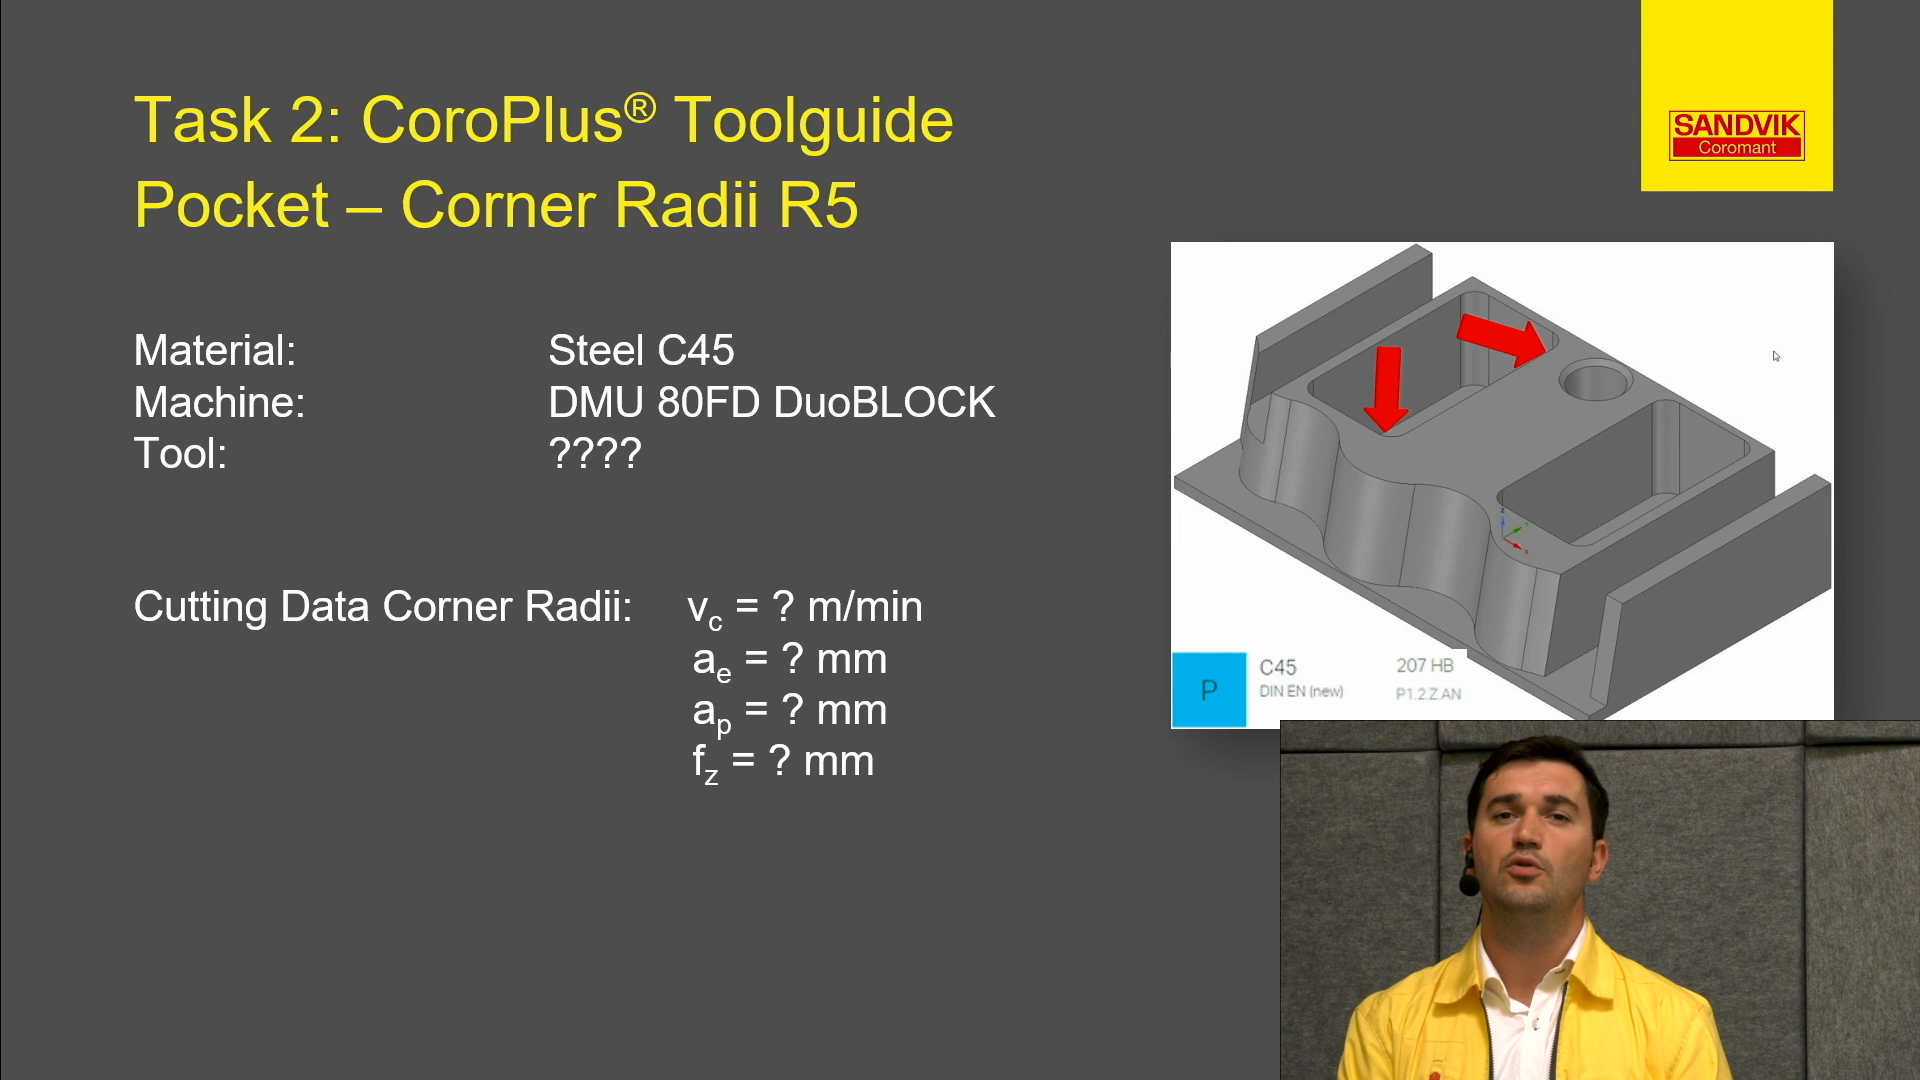 Task 2: CoroPlus® Toolguide
Pocket – Corner Radii R5
SANDVIK
Coromant
Material: Steel C45
Machine: DMU 80FD DuoBLOCK
Tool: ????
Cutting Data Corner Radii: vc = ? m/min
ae = ? mm
ap = ? mm
fz = ? mm
P
C45 207 HB
DIN EN (new) P1.2.Z.AN